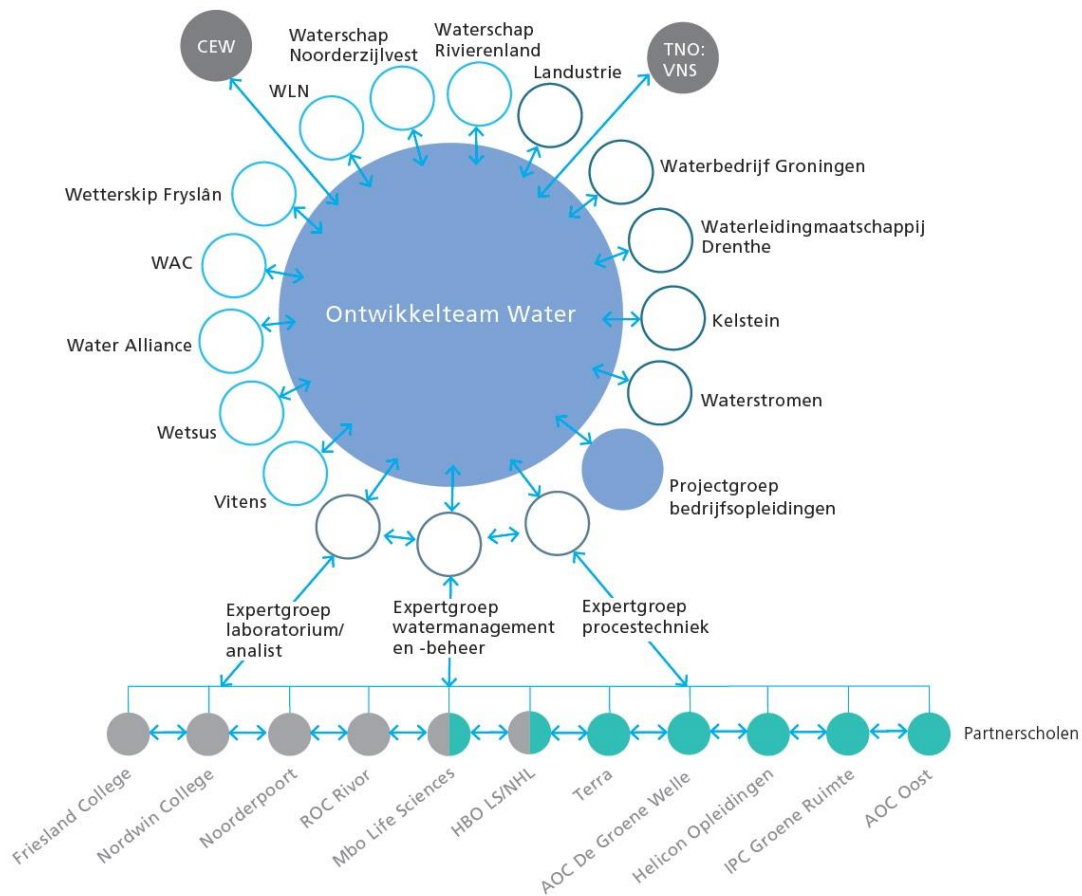 CEW
Waterschap
Noorderzijlvest
Waterschap
Rivierenland
TNO:
VNS
WLN
Landustrie
Wetterskip Fryslân
Waterbedrijf Groningen
WAC
Waterleidingmaatschappij
Drenthe
Ontwikkelteam Water
Kelstein
Water Alliance
Wetsus
Waterstromen
Vitens
Projectgroep
bedrijfsopleidingen
Expertgroep
laboratorium/
analist
Expertgroep
watermanagement
en -beheer
Expertgroep
procestechniek
Partnerscholen
Friesland College
Nordwin College
Noorderpoort
ROC Rivor
Mbo Life Sciences
HBO LS/NHL
Terra
AOC De Groene Welle
Helicon Opleidingen
IPC Groene Ruimte
AOC Oost